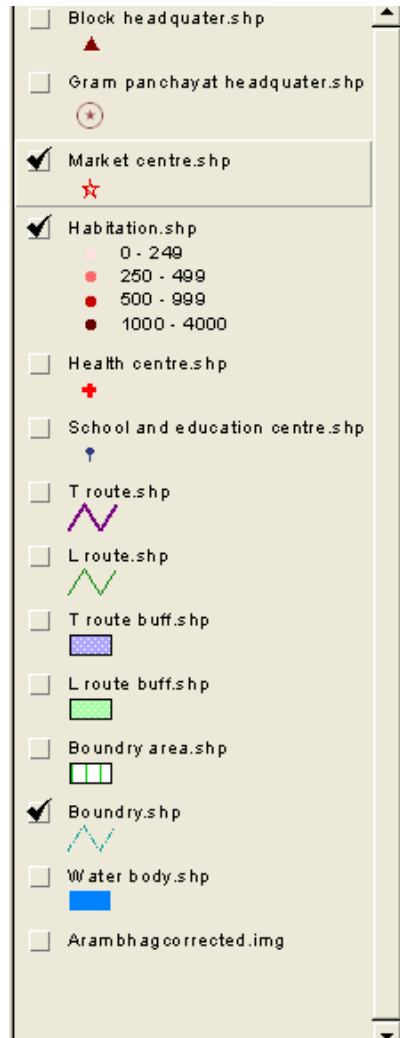 Block headquater.shp
Gram panchayat headquater.shp
Market centre.shp
Habitation.shp
0 - 249
250 - 499
500 - 999
1000 - 4000
Health centre.shp
School and education centre.shp
T route.shp
L route.shp
T route buff.shp
L route buff.shp
Boundry area.shp
Boundry.shp
Water body.shp
Arambhagcorrected.img